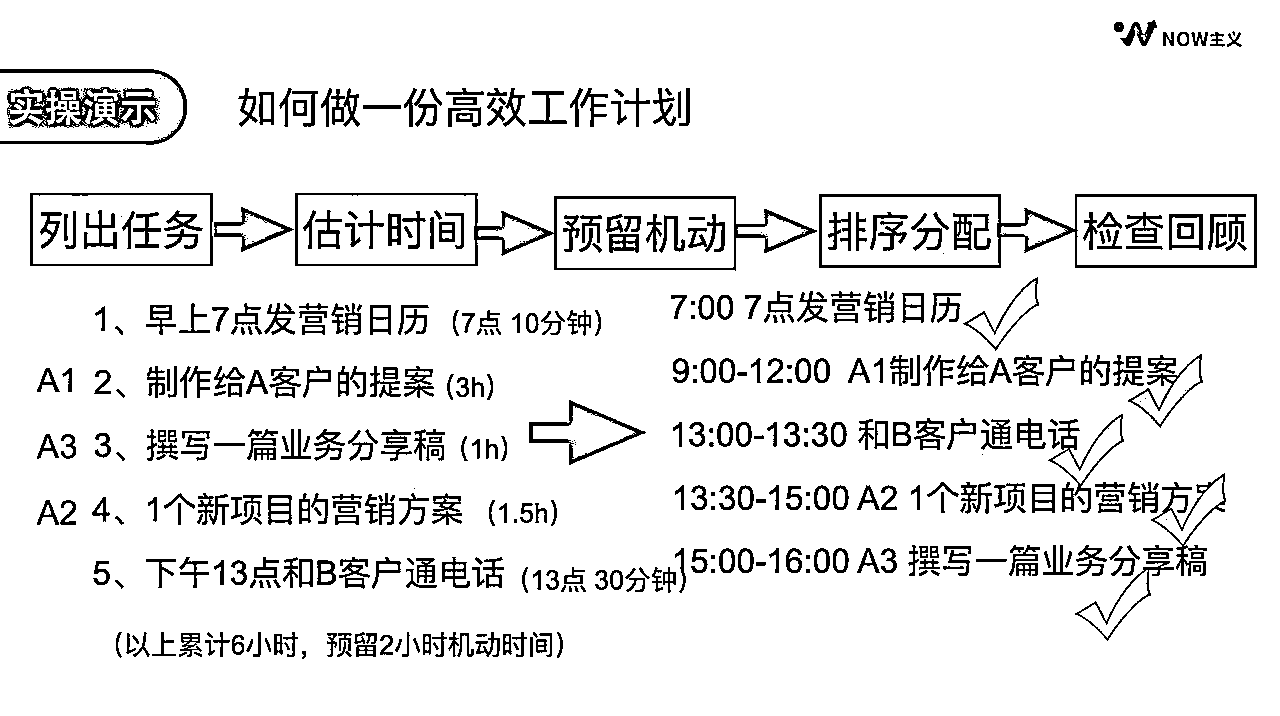 NOW主义
实操演示
如何做一份高效工作计划
列出任务 估计时间 预留机动 排序分配 检查回顾
1、早上7点发营销日历（7点 10分钟）
A1 2、制作给A客户的提案（3h）
A3 3、撰写一篇业务分享稿（1h）
A2 4、1个新项目的营销方案（1.5h）
5、下午13点和B客户通电话（13点 30分钟）
（以上累计6小时，预留2小时机动时间）
7:00 7点发营销日历
9:00-12:00 A1制作给A客户的提案
13:00-13:30 和B客户通电话
13:30-15:00 A2 1个新项目的营销方案
15:00-16:00 A3 撰写一篇业务分享稿